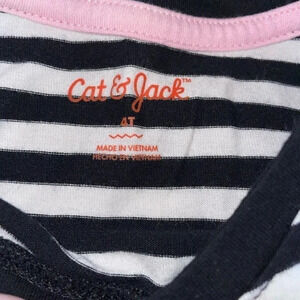 Cat & Jack™
4T
MADE IN VIETNAM
HECHO EN VIETNAM